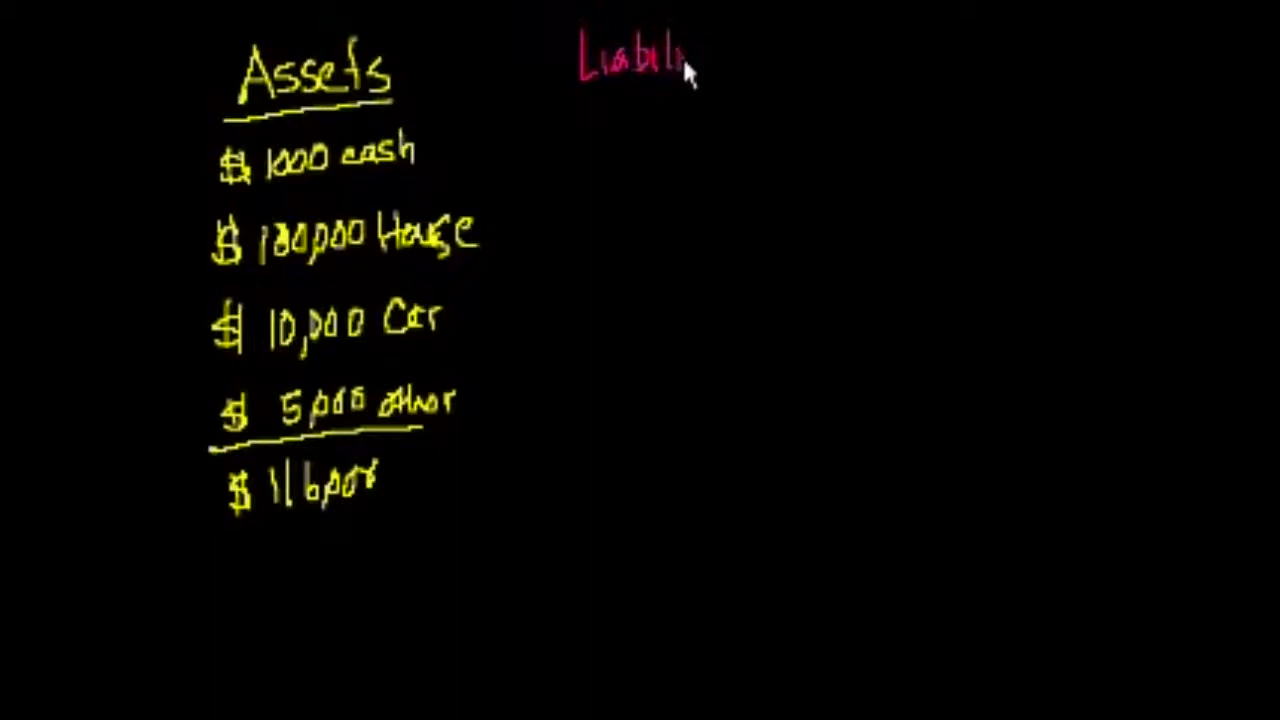 Assets
$ 1000 cash
$ 100,000 House
$ 10,000 Car
$ 5,000 other
$ 116,000
Liabili